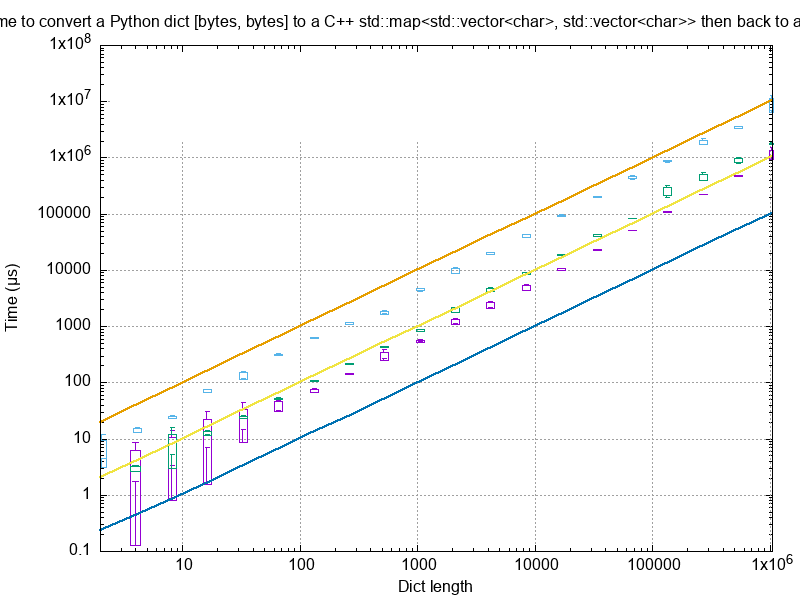 me to convert a Python dict [bytes, bytes] to a C++ std::map<std::vector<char>, std::vector<char>> then back to a
1x10^8
1x10^7
1x10^6
100000
10000
1000
100
10
1
0.1
Time (µs)
10 100 1000 10000 100000 1x10^6
Dict length